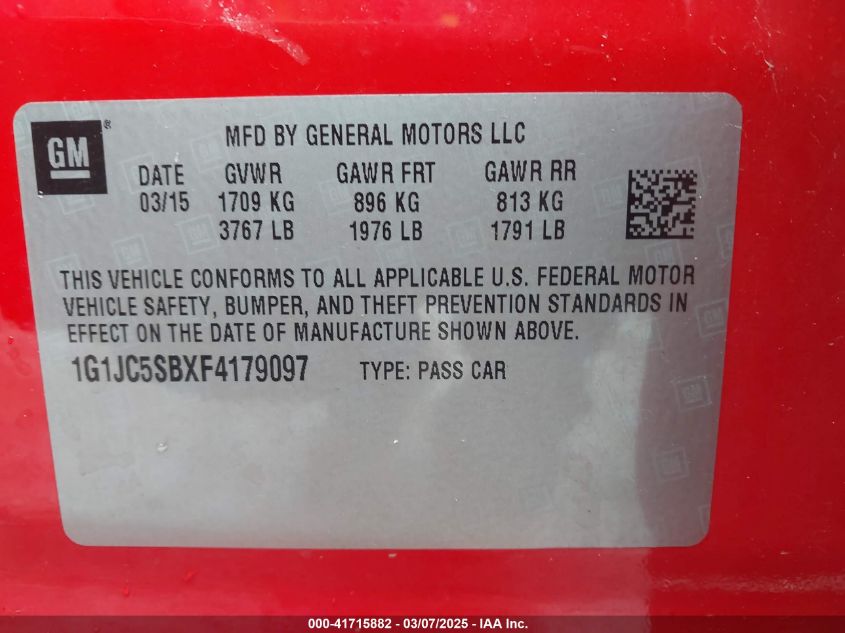 GM
MFD BY GENERAL MOTORS LLC
DATE GVWR GAWR FRT GAWR RR
03/15 1709 KG 896 KG 813 KG
3767 LB 1976 LB 1791 LB
THIS VEHICLE CONFORMS TO ALL APPLICABLE U.S. FEDERAL MOTOR
VEHICLE SAFETY, BUMPER, AND THEFT PREVENTION STANDARDS IN
EFFECT ON THE DATE OF MANUFACTURE SHOWN ABOVE.
1G1JC5SBXF4179097 TYPE: PASS CAR
000-41715882 - 03/07/2025 - IAA Inc.